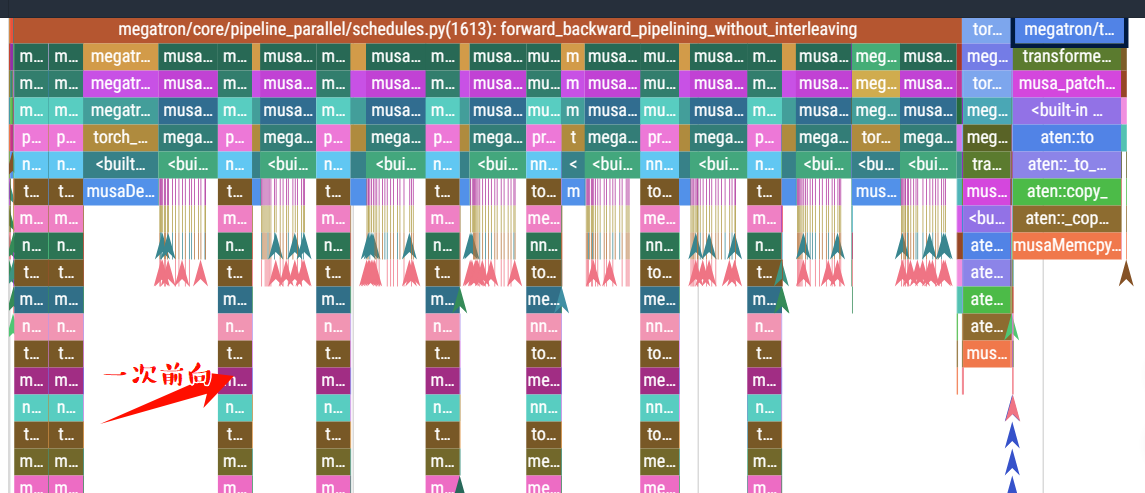 megatron/core/pipeline_parallel/schedules.py(1613): forward_backward_pipelining_without_interleaving tor... megatron/t...
m... m... megatr... musa... m... musa... m... musa... m... musa... mu... m musa... mu... musa... m... musa... meg... musa... meg... transforme...
m... m... megatr... musa... m... musa... m... musa... m... musa... mu... m musa... mu... musa... m... musa... meg... musa... tor... musa_patch...
m... m... megatr... musa... m... musa... m... musa... m... musa... mu... m musa... mu... musa... m... musa... meg... musa... meg... <built-in ...
p... p... torch_... mega... p... mega... p... mega... p... mega... pr... t mega... pr... mega... p... mega... tor... mega... meg... aten::to
n... n... <built... <bui... n... <bui... n... <bui... n... <bui... nn... < <bui... nn... <bui... n... <bui... <bu... <bui... tra... aten::_to_...
t... t... musaDe... t... t... t... to... m to... t... mus... mus... aten::copy_
m... m... m... m... m... me... me... m... <bu... aten::_cop...
n... n... n... n... n... nn... nn... n... ate... musaMemcpy...
t... t... t... t... t... to... to... t... ate...
m... m... m... m... m... me... me... m... ate...
n... n... n... n... n... nn... nn... n... ate...
t... t... t... t... t... to... to... t... mus...
一次前向
m... m... m... m... m... me... me... m...
n... n... n... n... n... nn... nn... n...
t... t... t... t... t... to... to... t...
m... m... m... m... m... me... me... m...
m... m... m... m... m... me... me... m...